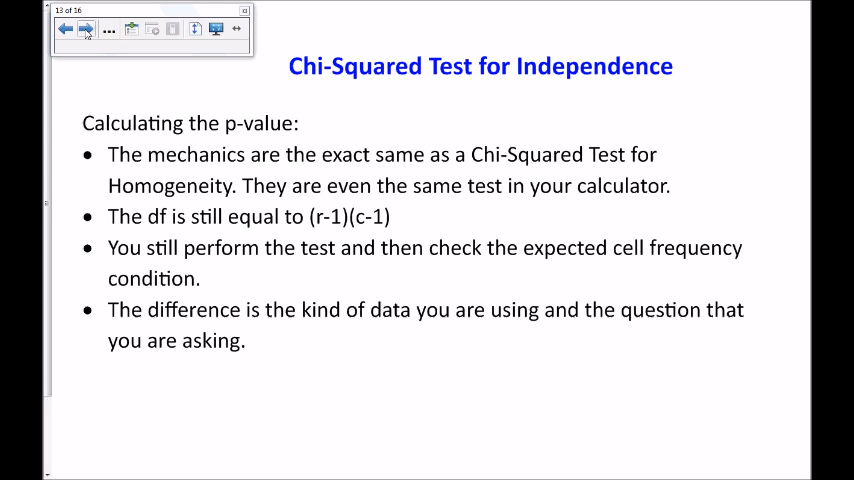 13 of 16
Chi-Squared Test for Independence
Calculating the p-value:
• The mechanics are the exact same as a Chi-Squared Test for
Homogeneity. They are even the same test in your calculator.
• The df is still equal to (r-1)(c-1)
• You still perform the test and then check the expected cell frequency
condition.
• The difference is the kind of data you are using and the question that
you are asking.